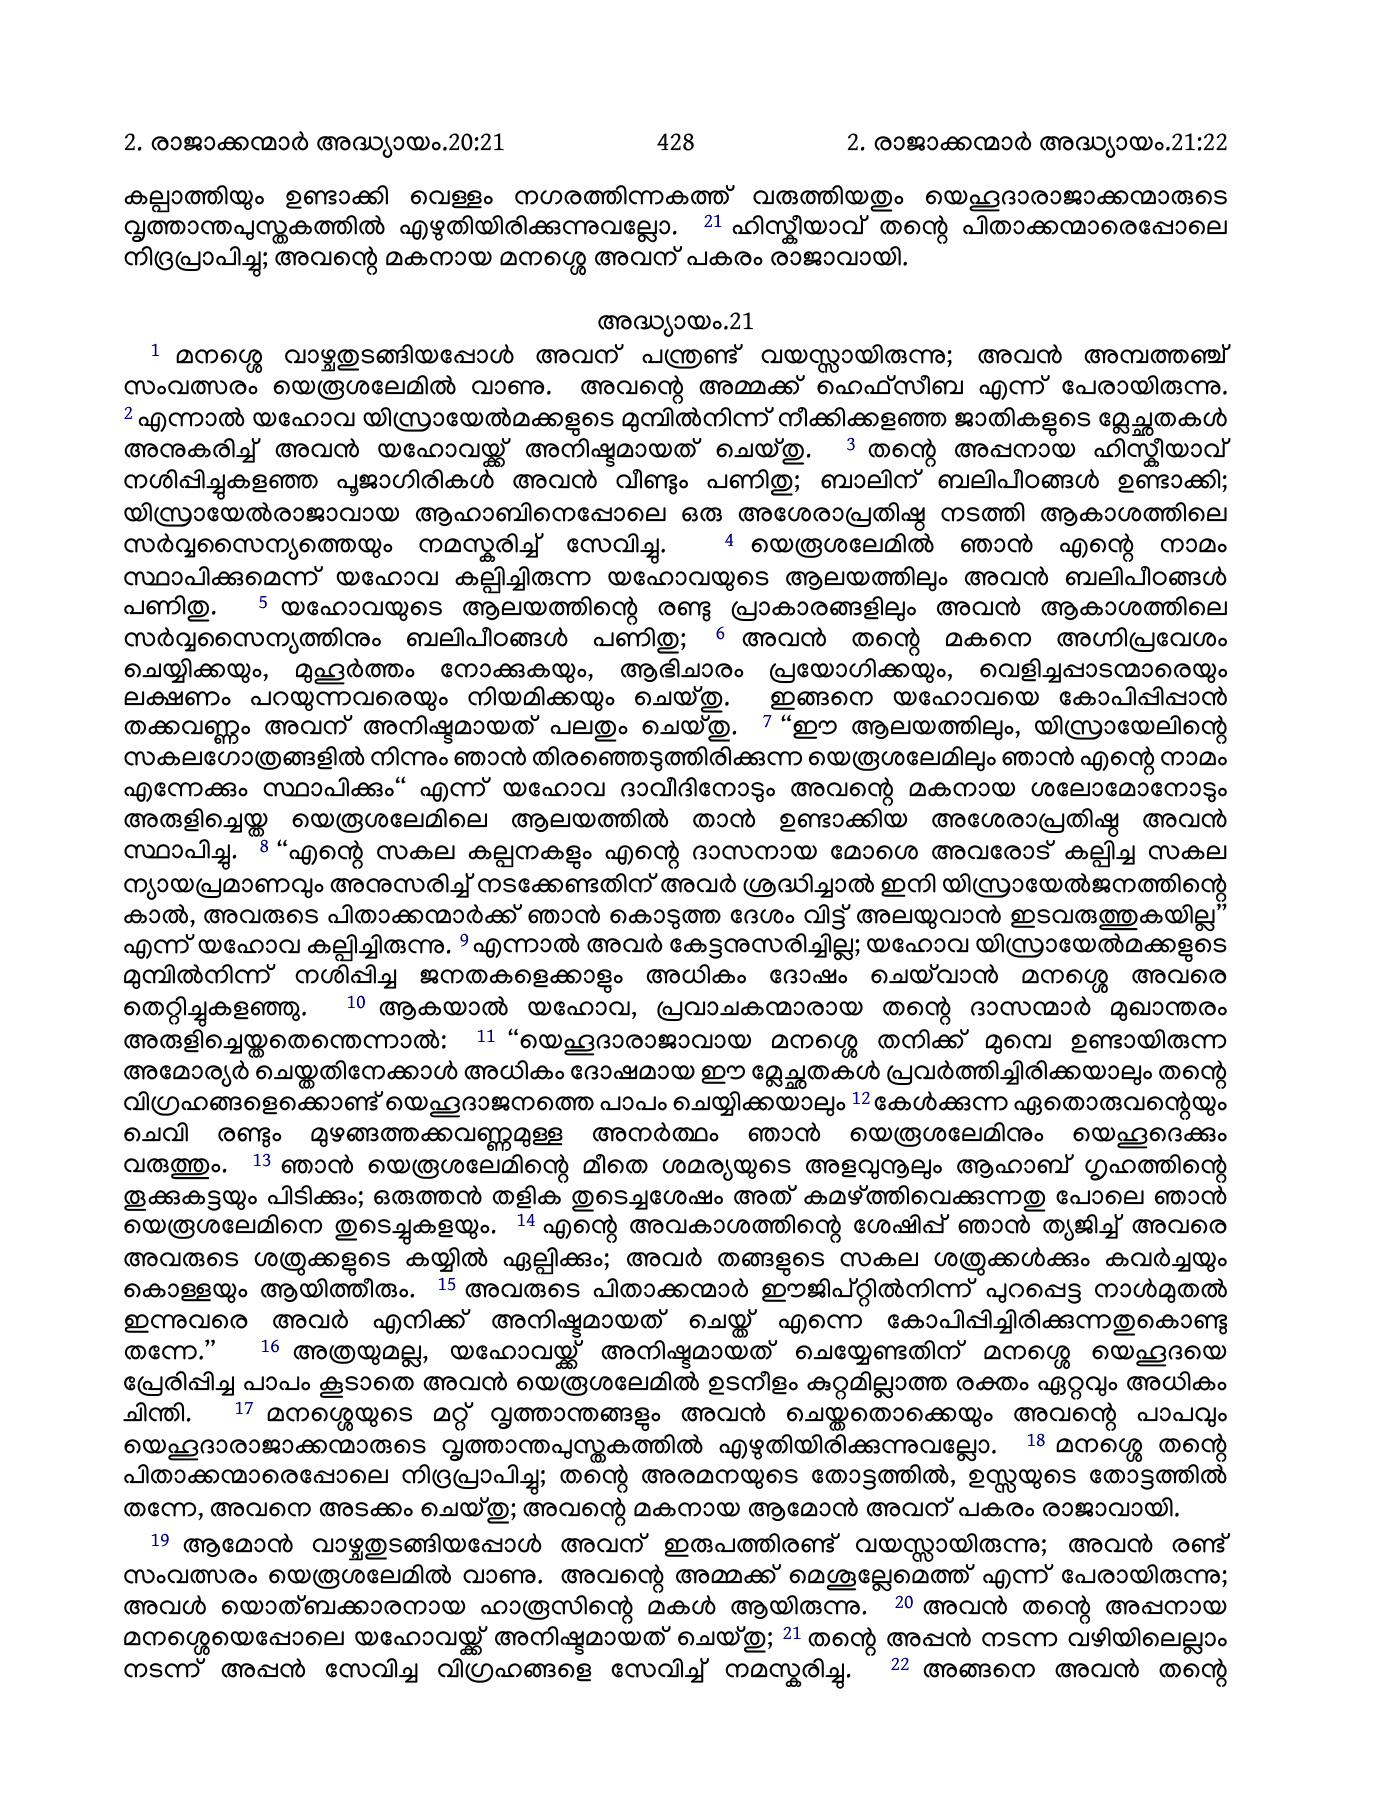 2. രാജാക്കന്മാർ അദ്ധ്യായം.20:21 428 2. രാജാക്കന്മാർ അദ്ധ്യായം.21:22
കല്പാത്തിയും ഉണ്ടാക്കി വെള്ളം നഗരത്തിന്നകത്ത് വരുത്തിയതും യെഹൂദാരാജാക്കന്മാരുടെ
വൃത്താന്തപുസ്തകത്തിൽ എഴുതിയിരിക്കുന്നുവല്ലോ. 21 ഹിസ്കീയാവ് തന്റെ പിതാക്കന്മാരെപ്പോലെ
നിദ്രപ്രാപിച്ചു; അവന്റെ മകനായ മനശ്ശെ അവന് പകരം രാജാവായി.
അദ്ധ്യായം.21
1 മനശ്ശെ വാഴ്ചതുടങ്ങിയപ്പോൾ അവന് പന്ത്രണ്ട് വയസ്സായിരുന്നു; അവൻ അമ്പത്തഞ്ച്
സംവത്സരം യെരൂശലേമിൽ വാണു. അവന്റെ അമ്മക്ക് ഹെഫ്സീബ എന്ന് പേരായിരുന്നു.
2 എന്നാൽ യഹോവ യിസ്രായേൽമക്കളുടെ മുമ്പിൽനിന്ന് നീക്കിക്കളഞ്ഞ ജാതികളുടെ മ്ലേച്ഛതകൾ
അനുകരിച്ച് അവൻ യഹോവയ്ക്ക് അനിഷ്ടമായത് ചെയ്തു. 3 തന്റെ അപ്പനായ ഹിസ്കീയാവ്
നശിപ്പിച്ചുകളഞ്ഞ പൂജാഗിരികൾ അവൻ വീണ്ടും പണിതു; ബാലിന് ബലിപീഠങ്ങൾ ഉണ്ടാക്കി;
യിസ്രായേൽരാജാവായ ആഹാബിനെപ്പോലെ ഒരു അശേരാപ്രതിഷ്ഠ നടത്തി ആകാശത്തിലെ
സർവ്വസൈന്യത്തെയും നമസ്കരിച്ച് സേവിച്ചു. 4 യെരൂശലേമിൽ ഞാൻ എന്റെ നാമം
സ്ഥാപിക്കുമെന്ന് യഹോവ കല്പിച്ചിരുന്ന യഹോവയുടെ ആലയത്തിലും അവൻ ബലിപീഠങ്ങൾ
പണിതു. 5 യഹോവയുടെ ആലയത്തിന്റെ രണ്ടു പ്രാകാരങ്ങളിലും അവൻ ആകാശത്തിലെ
സർവ്വസൈന്യത്തിനും ബലിപീഠങ്ങൾ പണിതു; 6 അവൻ തന്റെ മകനെ അഗ്നിപ്രവേശം
ചെയ്യിക്കയും, മുഹൂർത്തം നോക്കുകയും, ആഭിചാരം പ്രയോഗിക്കയും, വെളിച്ചപ്പാടന്മാരെയും
ലക്ഷണം പറയുന്നവരെയും നിയമിക്കയും ചെയ്തു. ഇങ്ങനെ യഹോവയെ കോപിപ്പിപ്പാൻ
തക്കവണ്ണം അവന് അനിഷ്ടമായത് പലതും ചെയ്തു. 7 “ഈ ആലയത്തിലും, യിസ്രായേലിന്റെ
സകലഗോത്രങ്ങളിൽ നിന്നും ഞാൻ തിരഞ്ഞെടുത്തിരിക്കുന്ന യെരൂശലേമിലും ഞാൻ എന്റെ നാമം
എന്നേക്കും സ്ഥാപിക്കും“ എന്ന് യഹോവ ദാവീദിനോടും അവന്റെ മകനായ ശലോമോനോടും
അരുളിച്ചെയ്ത യെരൂശലേമിലെ ആലയത്തിൽ താൻ ഉണ്ടാക്കിയ അശേരാപ്രതിഷ്ഠ അവൻ
സ്ഥാപിച്ചു. 8 “എന്റെ സകല കല്പനകളും എന്റെ ദാസനായ മോശെ അവരോട് കല്പിച്ച സകല
ന്യായപ്രമാണവും അനുസരിച്ച് നടക്കേണ്ടതിന് അവർ ശ്രദ്ധിച്ചാൽ ഇനി യിസ്രായേൽജനത്തിന്റെ
കാൽ, അവരുടെ പിതാക്കന്മാർക്ക് ഞാൻ കൊടുത്ത ദേശം വിട്ട് അലയുവാൻ ഇടവരുത്തുകയില്ല”
എന്ന് യഹോവ കല്പിച്ചിരുന്നു. 9 എന്നാൽ അവർ കേട്ടനുസരിച്ചില്ല; യഹോവ യിസ്രായേൽമക്കളുടെ
മുമ്പിൽനിന്ന് നശിപ്പിച്ച ജനതകളെക്കാളും അധികം ദോഷം ചെയ്‌വാൻ മനശ്ശെ അവരെ
തെറ്റിച്ചുകളഞ്ഞു. 10 ആകയാൽ യഹോവ, പ്രവാചകന്മാരായ തന്റെ ദാസന്മാർ മുഖാന്തരം
അരുളിച്ചെയ്തതെന്തെന്നാൽ: 11 “യെഹൂദാരാജാവായ മനശ്ശെ തനിക്ക് മുമ്പെ ഉണ്ടായിരുന്ന
അമോര്യർ ചെയ്തതിനേക്കാൾ അധികം ദോഷമായ ഈ മ്ലേച്ഛതകൾ പ്രവർത്തിച്ചിരിക്കയാലും തന്റെ
വിഗ്രഹങ്ങളെക്കൊണ്ട് യെഹൂദാജനത്തെ പാപം ചെയ്യിക്കയാലും 12 കേൾക്കുന്ന ഏതൊരുവന്റെയും
ചെവി രണ്ടും മുഴങ്ങത്തക്കവണ്ണമുള്ള അനർത്ഥം ഞാൻ യെരൂശലേമിനും യെഹൂദെക്കും
വരുത്തും. 13 ഞാൻ യെരൂശലേമിന്റെ മീതെ ശമര്യയുടെ അളവുനൂലും ആഹാബ് ഗൃഹത്തിന്റെ
തൂക്കുകട്ടയും പിടിക്കും; ഒരുത്തൻ തളിക തുടെച്ചശേഷം അത് കമഴ്ത്തിവെക്കുന്നതു പോലെ ഞാൻ
യെരൂശലേമിനെ തുടെച്ചുകളയും. 14 എന്റെ അവകാശത്തിന്റെ ശേഷിപ്പ് ഞാൻ ത്യജിച്ച് അവരെ
അവരുടെ ശത്രുക്കളുടെ കയ്യിൽ ഏല്പിക്കും; അവർ തങ്ങളുടെ സകല ശത്രുക്കൾക്കും കവർച്ചയും
കൊള്ളയും ആയിത്തീരും. 15 അവരുടെ പിതാക്കന്മാർ ഈജിപ്റ്റിൽനിന്ന് പുറപ്പെട്ട നാൾമുതൽ
ഇന്നുവരെ അവർ എനിക്ക് അനിഷ്ടമായത് ചെയ്ത് എന്നെ കോപിപ്പിച്ചിരിക്കുന്നതുകൊണ്ടു
തന്നേ.” 16 അത്രയുമല്ല, യഹോവയ്ക്ക് അനിഷ്ടമായത് ചെയ്യേണ്ടതിന് മനശ്ശെ യെഹൂദയെ
പ്രേരിപ്പിച്ച പാപം കൂടാതെ അവൻ യെരൂശലേമിൽ ഉടനീളം കുറ്റമില്ലാത്ത രക്തം ഏറ്റവും അധികം
ചിന്തി. 17 മനശ്ശെയുടെ മറ്റ് വൃത്താന്തങ്ങളും അവൻ ചെയ്തതൊക്കെയും അവന്റെ പാപവും
യെഹൂദാരാജാക്കന്മാരുടെ വൃത്താന്തപുസ്തകത്തിൽ എഴുതിയിരിക്കുന്നുവല്ലോ. 18 മനശ്ശെ തന്റെ
പിതാക്കന്മാരെപ്പോലെ നിദ്രപ്രാപിച്ചു; തന്റെ അരമനയുടെ തോട്ടത്തിൽ, ഉസ്സയുടെ തോട്ടത്തിൽ
തന്നേ, അവനെ അടക്കം ചെയ്തു; അവന്റെ മകനായ ആമോൻ അവന് പകരം രാജാവായി.
19 ആമോൻ വാഴ്ചതുടങ്ങിയപ്പോൾ അവന് ഇരുപത്തിരണ്ട് വയസ്സായിരുന്നു; അവൻ രണ്ട്
സംവത്സരം യെരൂശലേമിൽ വാണു. അവന്റെ അമ്മക്ക് മെശൂല്ലേമെത്ത് എന്ന് പേരായിരുന്നു;
അവൾ യൊത്ബക്കാരനായ ഹാരൂസിന്റെ മകൾ ആയിരുന്നു. 20 അവൻ തന്റെ അപ്പനായ
മനശ്ശെയെപ്പോലെ യഹോവയ്ക്ക് അനിഷ്ടമായത് ചെയ്തു; 21 തന്റെ അപ്പൻ നടന്ന വഴിയിലെല്ലാം
നടന്ന് അപ്പൻ സേവിച്ച വിഗ്രഹങ്ങളെ സേവിച്ച് നമസ്കരിച്ചു. 22 അങ്ങനെ അവൻ തന്റെ